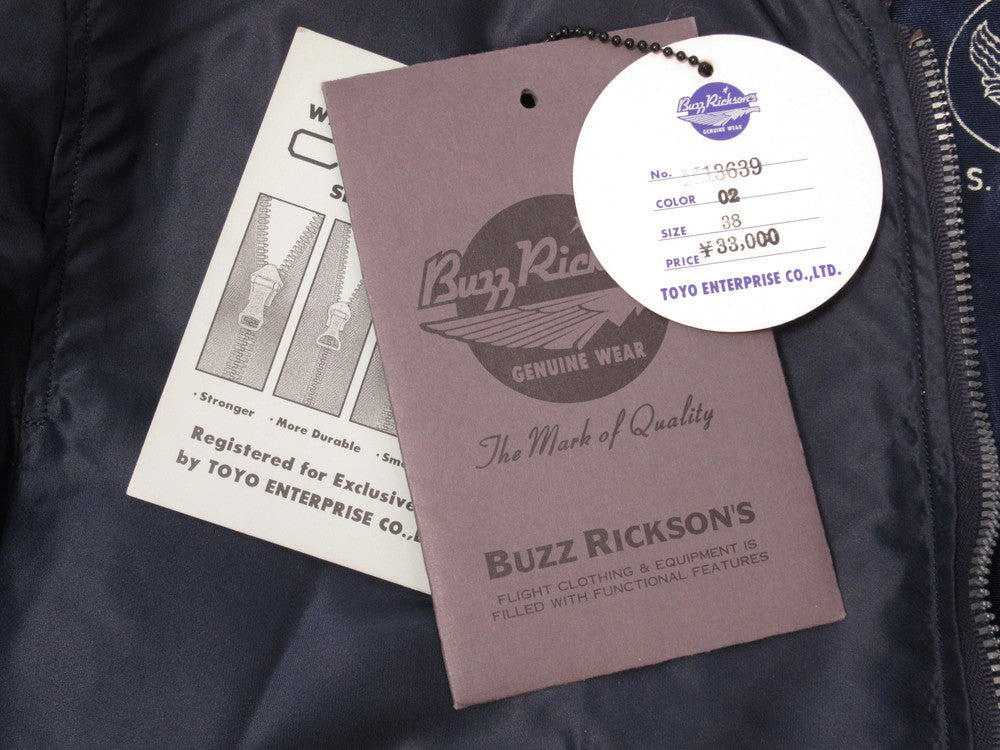 · Stronger
· More Durable
Registered for Exclusive
by TOYO ENTERPRISE CO.,
Buzz
GENUINE WEAR
The Mark of Quality
BUZZ RICKSON'S
FLIGHT CLOTHING & EQUIPMENT IS
FILLED WITH FUNCTIONAL FEATURES
Buzz Rickson's
GENUINE WEAR
No. 13639
COLOR 02
SIZE 38
PRICE ¥33,000
TOYO ENTERPRISE CO.,LTD.
S.